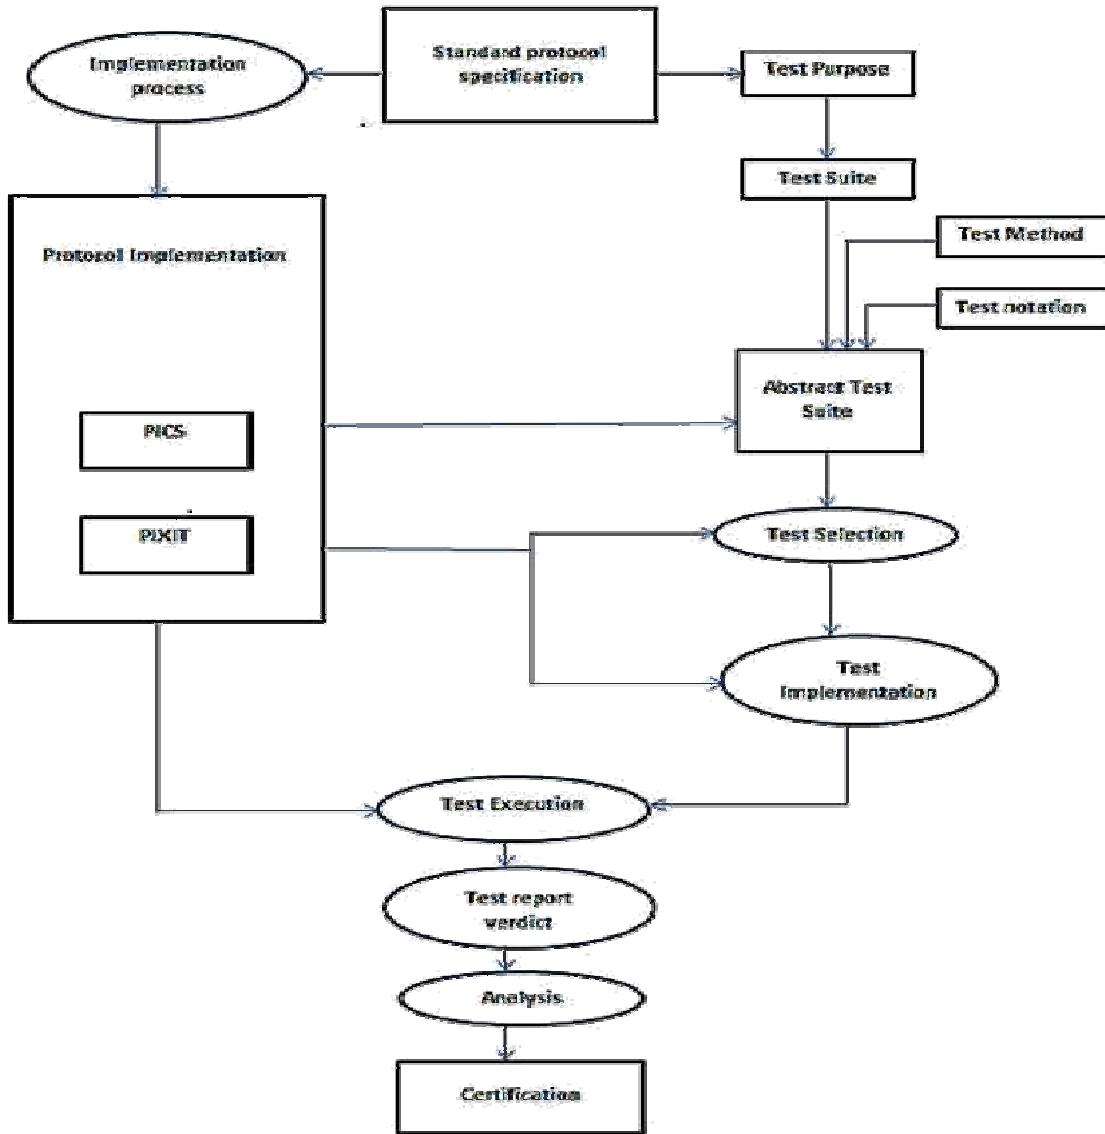 Implementation
process
Standard protocol
specification
Test Purpose
Test Suite
Test Method
Test notation
Protocol Implementation
Abstract Test
Suite
PICS
PIXIT
Test Selection
Test
Implementation
Test Execution
Test report
verdict
Analysis
Certification